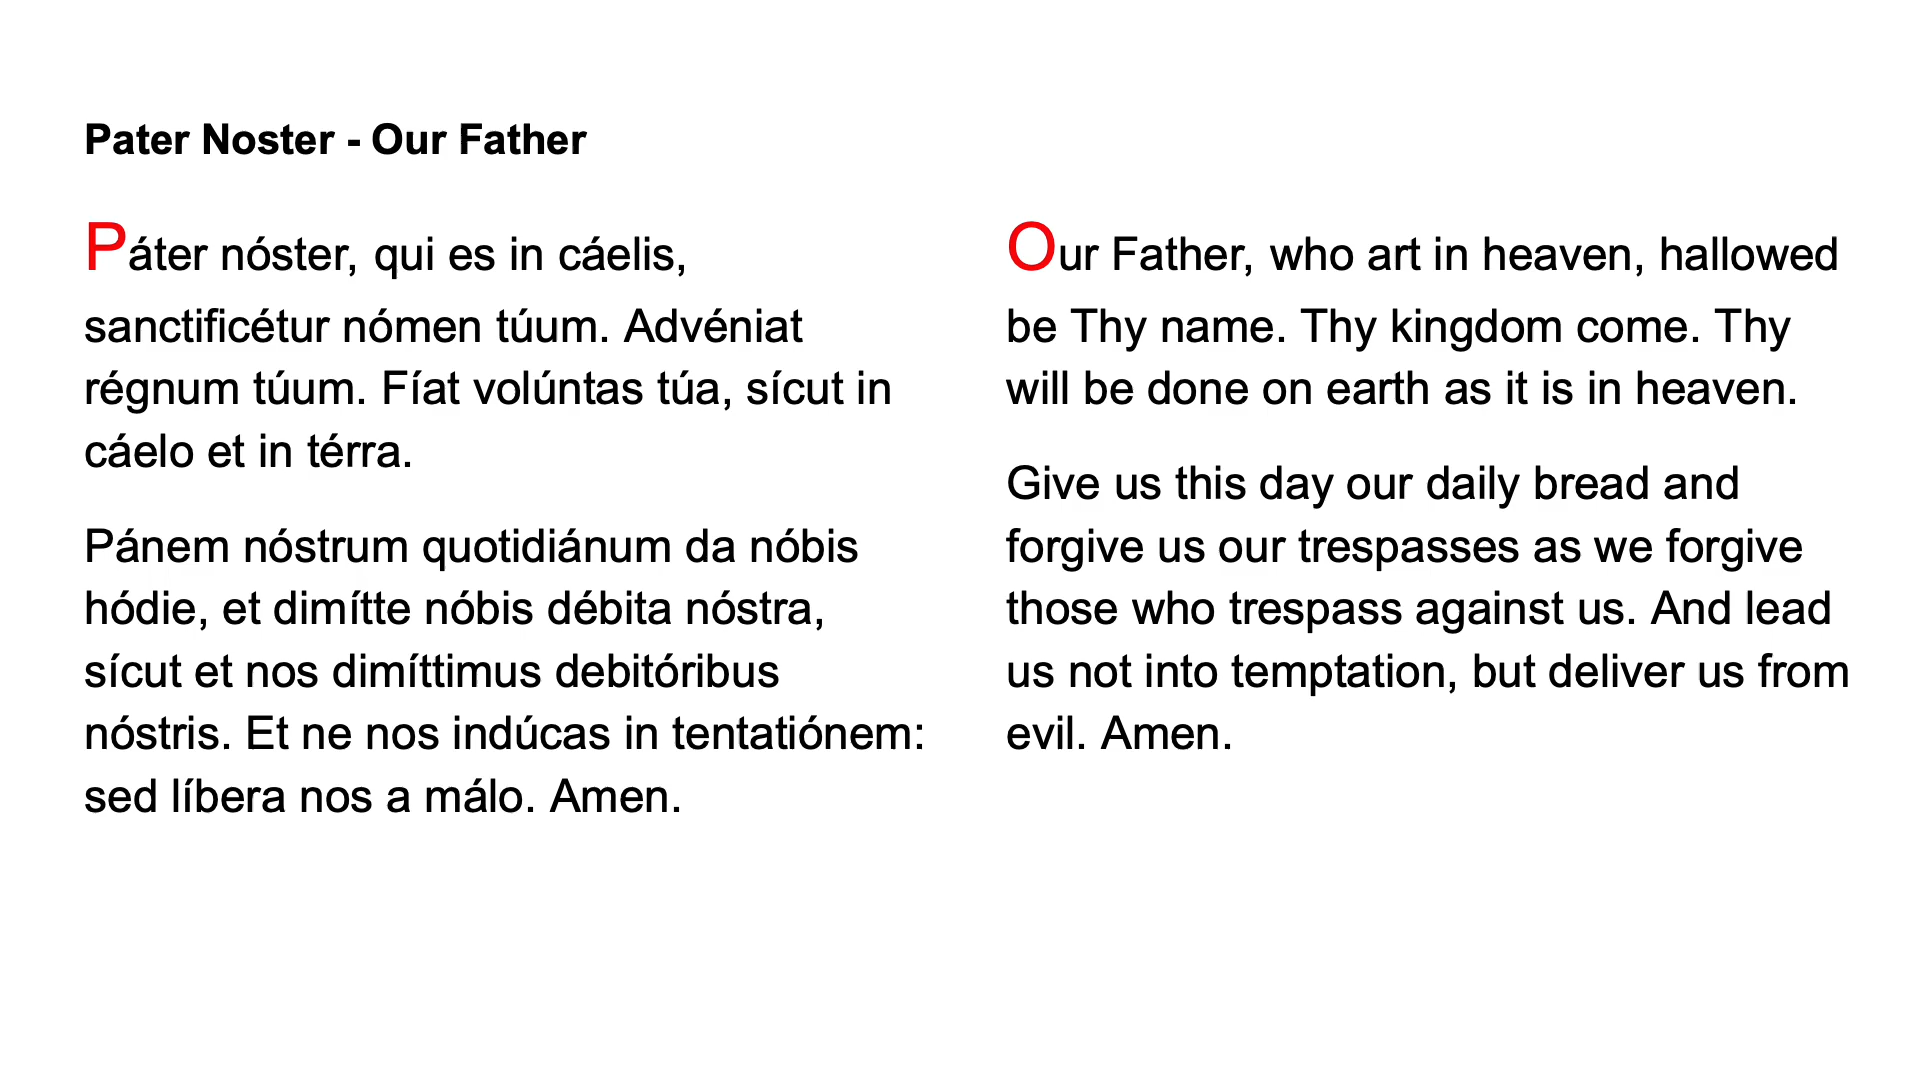 Pater Noster - Our Father
Páter nóster, qui es in cáelis,
sanctificétur nómen túum. Advéniat
régnum túum. Fíat volúntas túa, sícut in
cáelo et in térra.
Pánem nóstrum quotidiánum da nóbis
hódie, et dimítte nóbis débita nóstra,
sícut et nos dimíttimus debitóribus
nóstris. Et ne nos indúcas in tentatiónem:
sed líbera nos a málo. Amen.
Our Father, who art in heaven, hallowed
be Thy name. Thy kingdom come. Thy
will be done on earth as it is in heaven.
Give us this day our daily bread and
forgive us our trespasses as we forgive
those who trespass against us. And lead
us not into temptation, but deliver us from
evil. Amen.